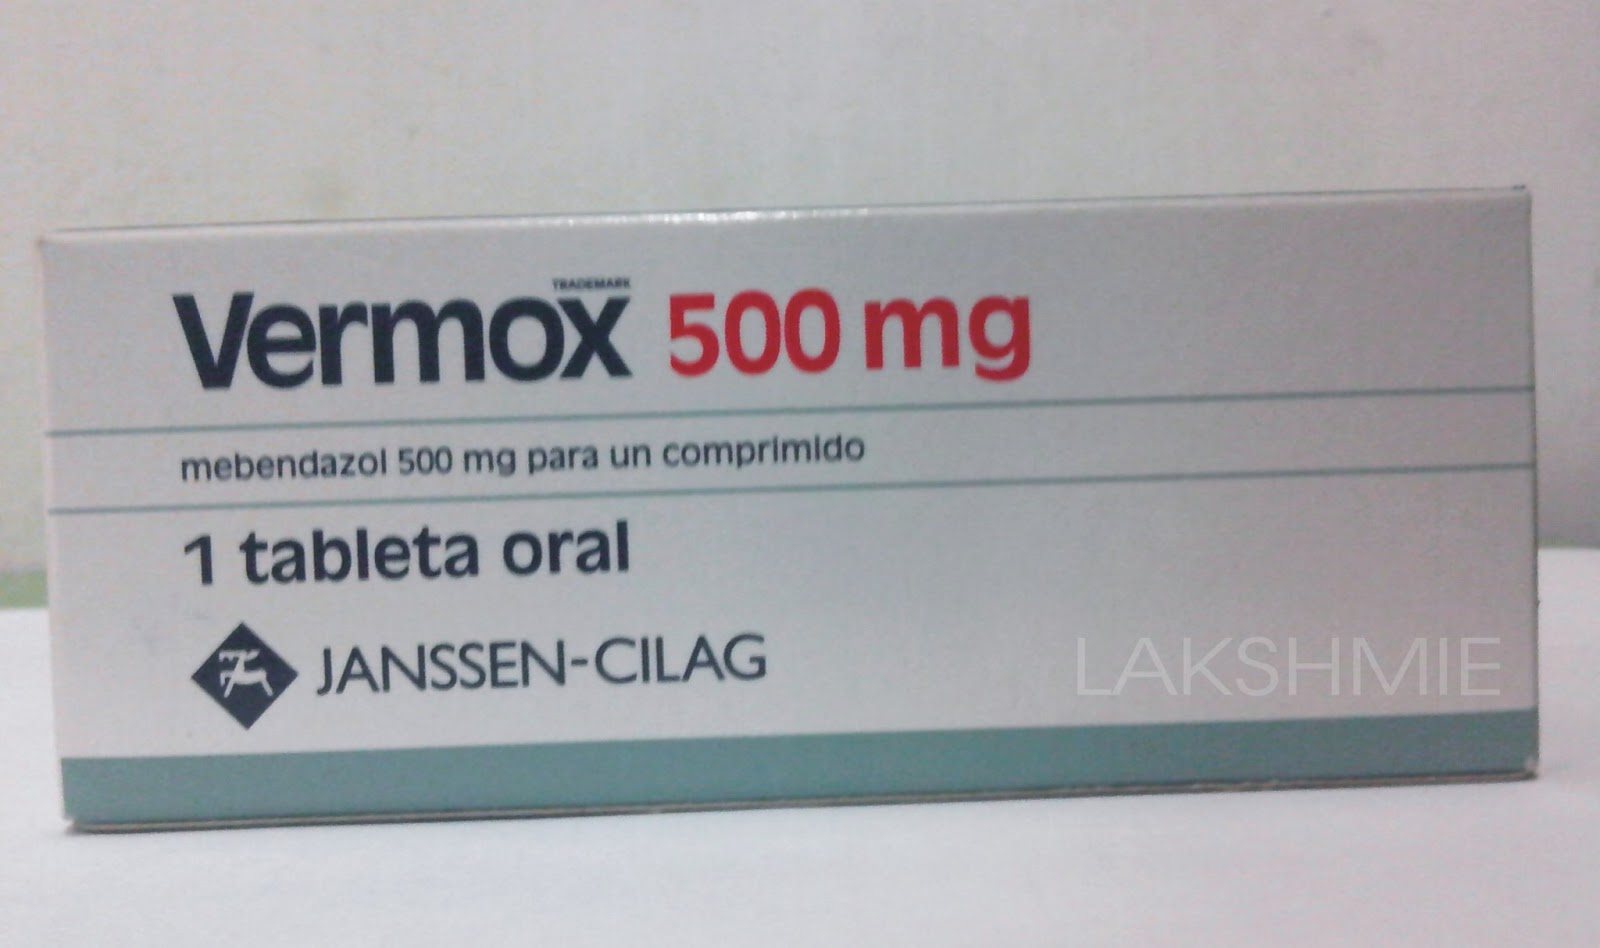 TRADEMARK
Vermox 500 mg
mebendazol 500 mg para un comprimido
1 tableta oral
JANSSEN-CILAG
LAKSHMIE